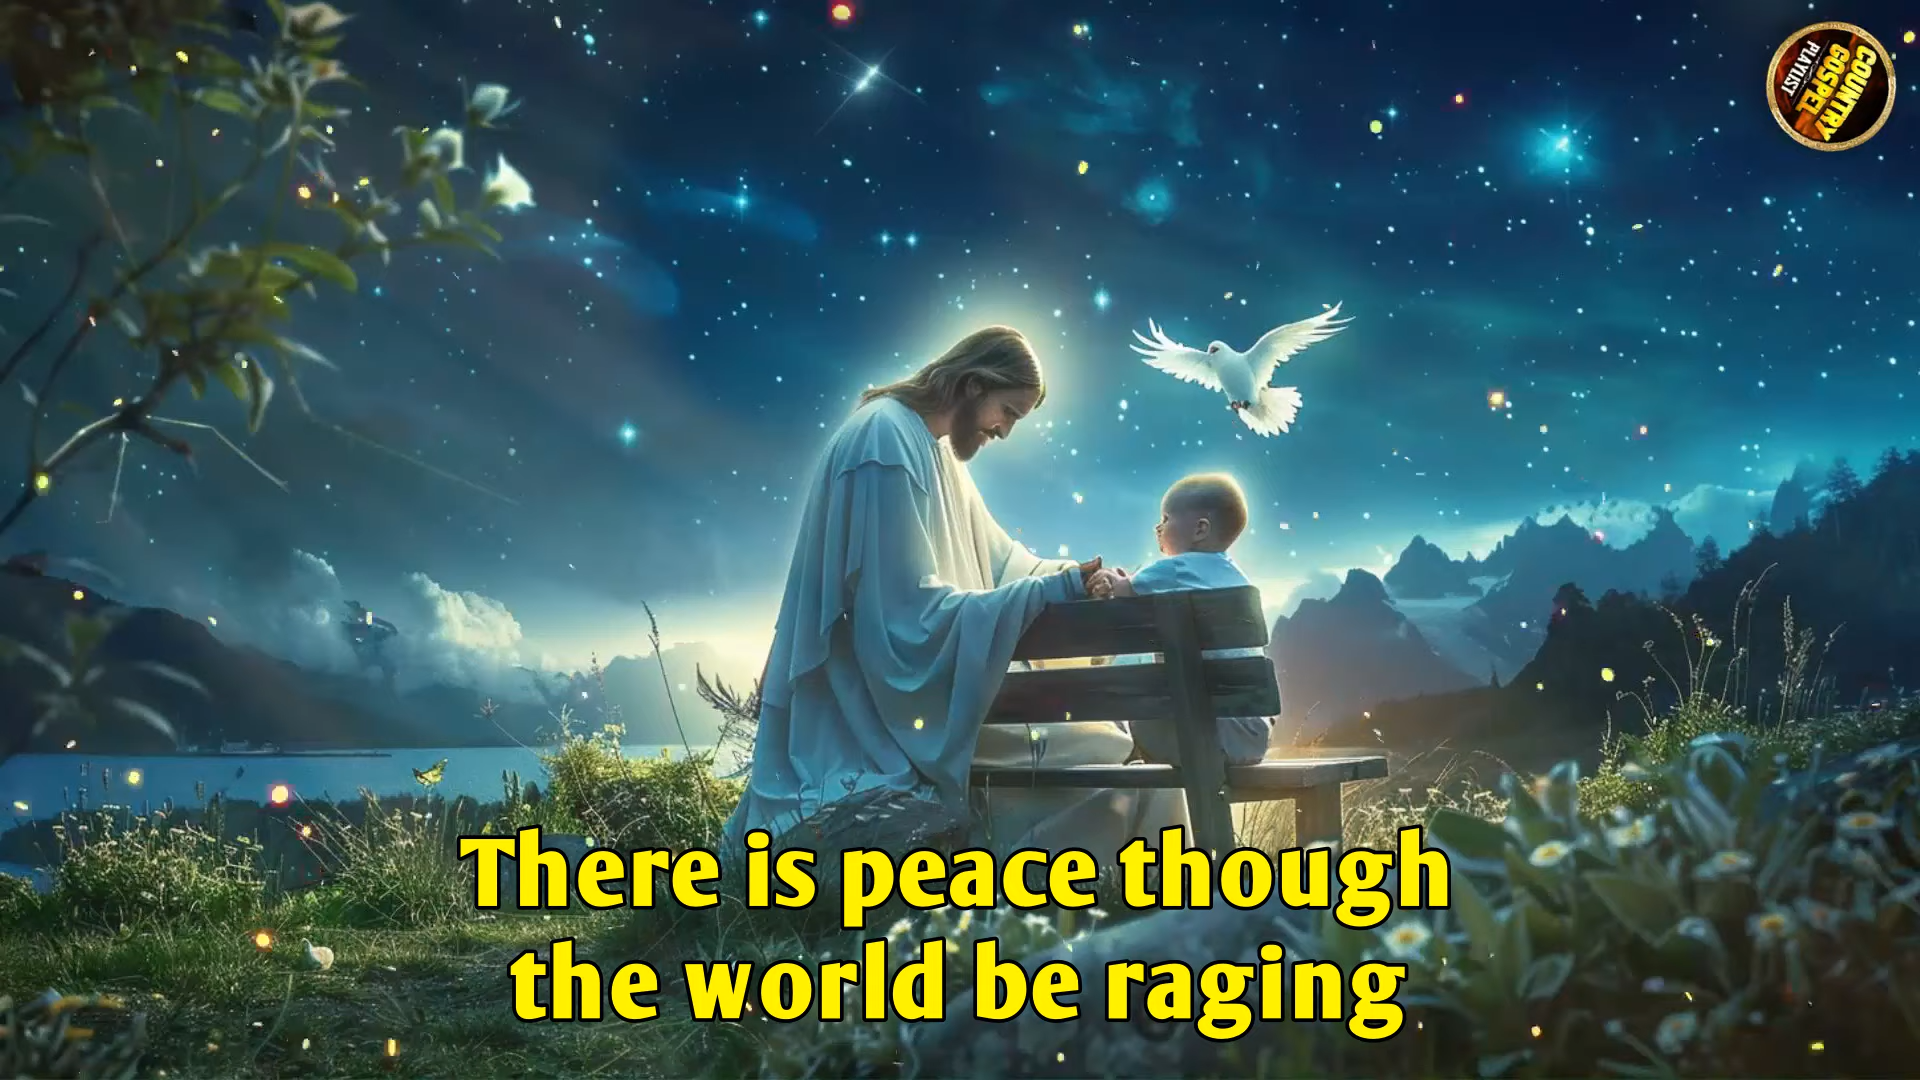 COUNTRY
GOSPEL
PLAYLIST
There is peace though
the world be raging